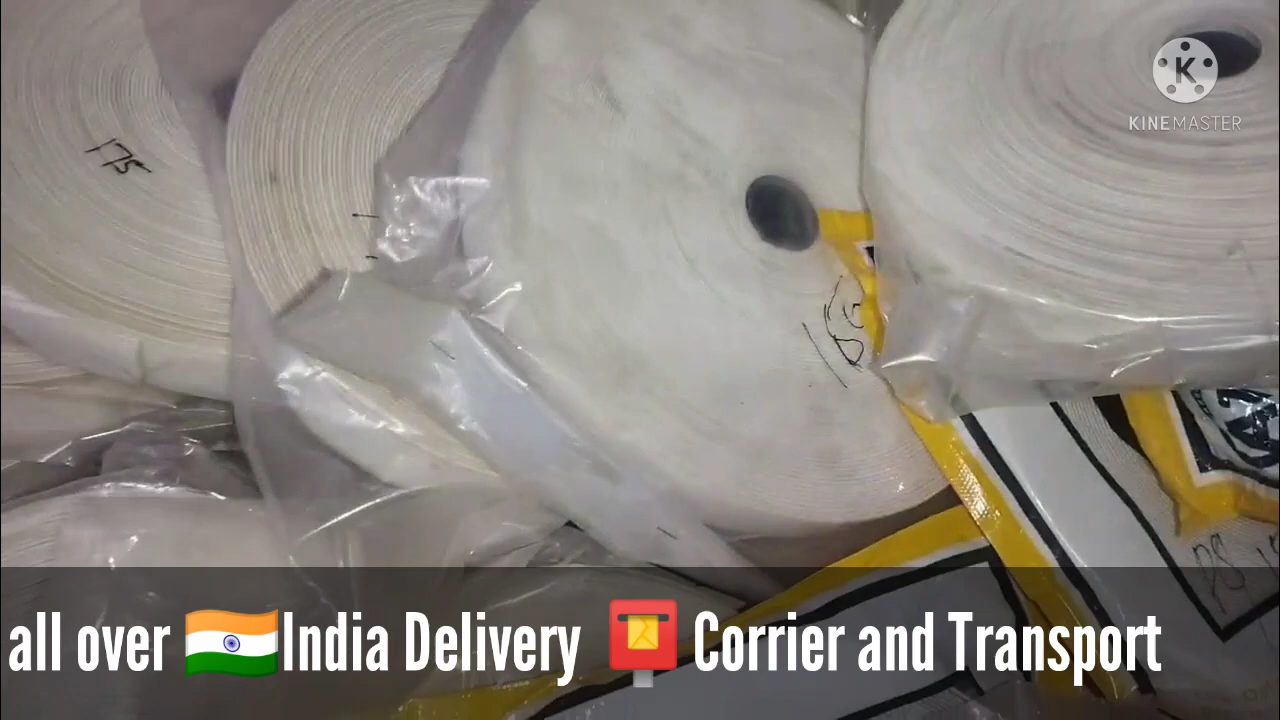 KINEMASTER
175
all over 🇮🇳India Delivery 📮 Corrier and Transport